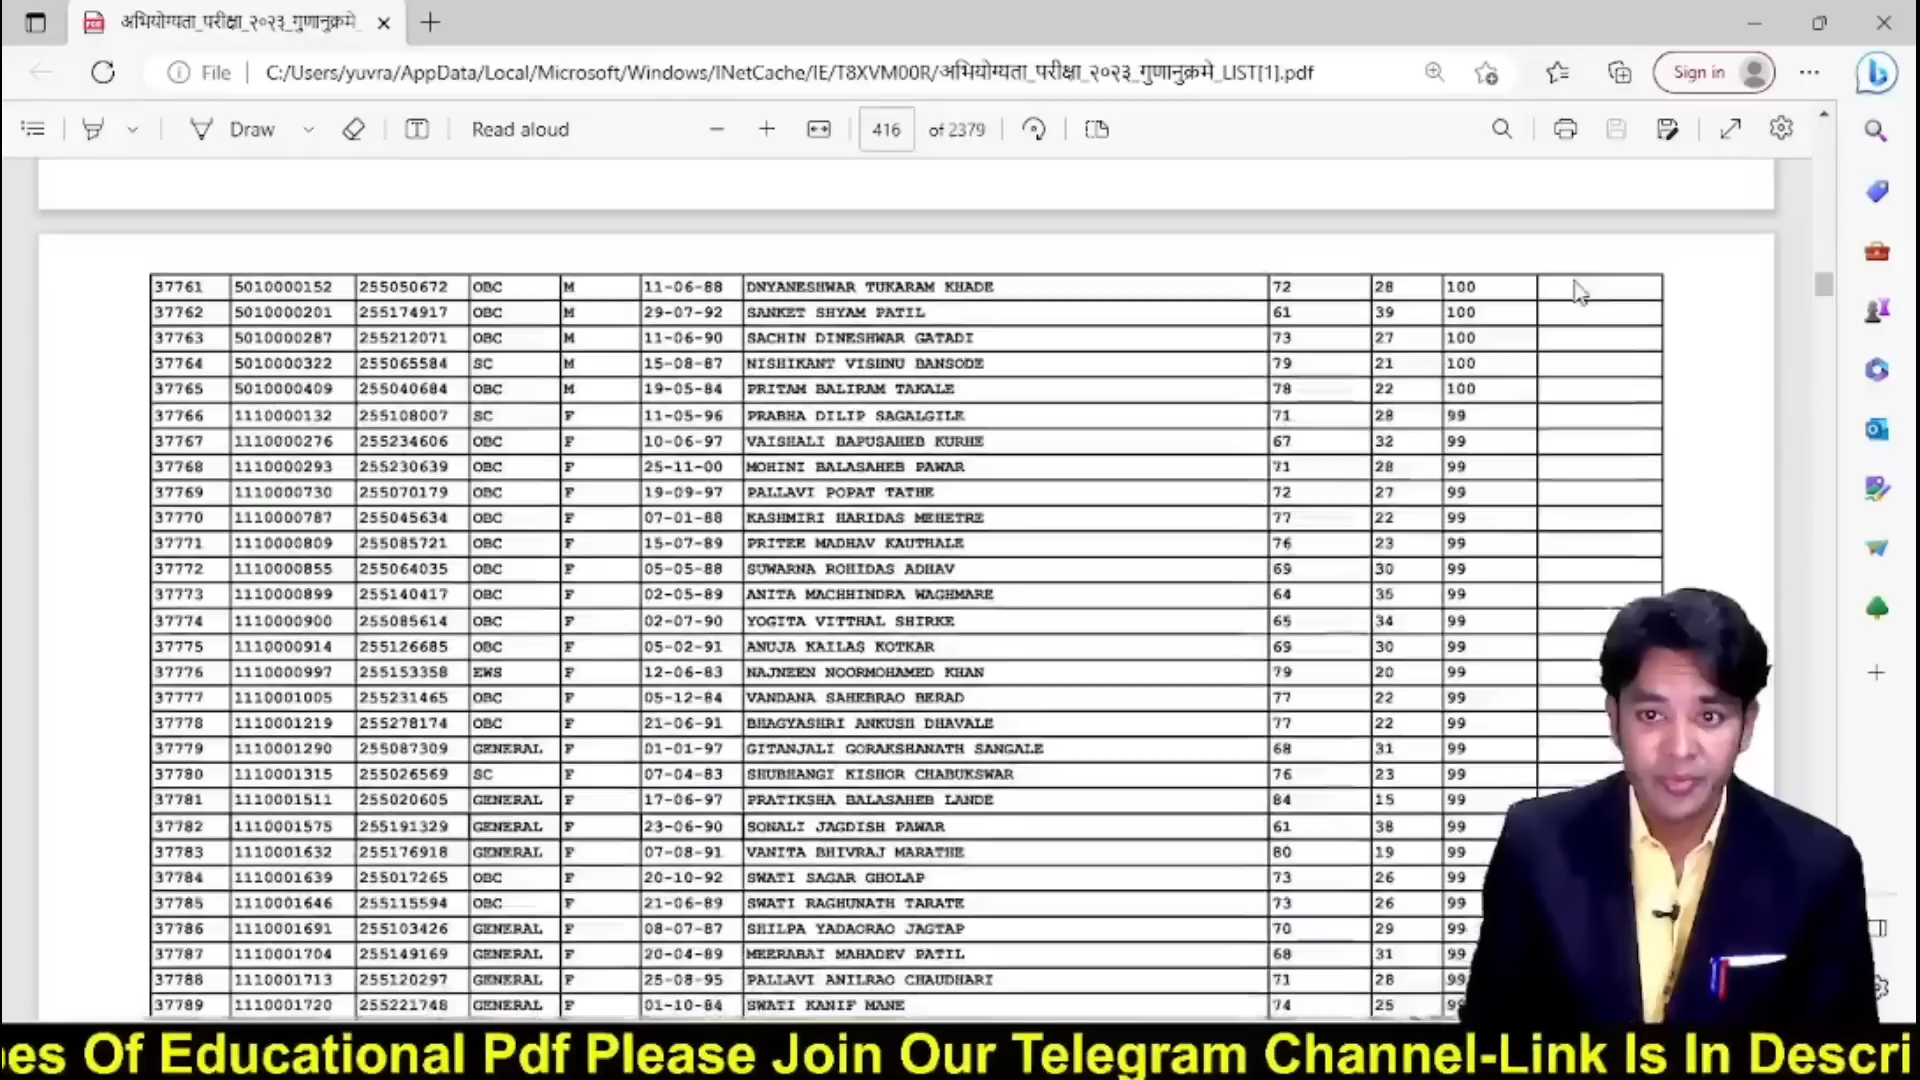 अभियोग्यता_परीक्षा_२०२३_गुणानुक्रमे_
File C:/Users/yuvra/AppData/Local/Microsoft/Windows/INetCache/IE/T8XVM00R/अभियोग्यता_परीक्षा_२०२३_गुणानुक्रमे_LIST[1].pdf Sign in
Draw Read aloud 416 of 2379
37761 5010000152 255050672 OBC M 11-06-88 DNYANESHWAR TUKARAM KHADE 72 28 100
37762 5010000201 255174917 OBC M 29-07-92 SANKET SHYAM PATIL 61 39 100
37763 5010000287 255212071 OBC M 11-06-90 SACHIN DINESHWAR GATADI 73 27 100
37764 5010000322 255065584 SC M 15-08-87 NISHIKANT VISHNU BANSODE 79 21 100
37765 5010000409 255040684 OBC M 19-05-84 PRITAM BALIRAM TAKALE 78 22 100
37766 1110000132 255108007 SC F 11-05-96 PRABHA DILIP SAGALGILE 71 28 99
37767 1110000276 255234606 OBC F 10-06-97 VAISHALI BAPUSAHEB KURHE 67 32 99
37768 1110000293 255230639 OBC F 25-11-00 MOHINI BALASAHEB PAWAR 71 28 99
37769 1110000730 255070179 OBC F 19-09-97 PALLAVI POPAT TATHE 72 27 99
37770 1110000787 255045634 OBC F 07-01-88 KASHMIRI HARIDAS MEHETRE 77 22 99
37771 1110000809 255085721 OBC F 15-07-89 PRITEE MADHAV KAUTHALE 76 23 99
37772 1110000855 255064035 OBC F 05-05-88 SUWARNA ROHIDAS ADHAV 69 30 99
37773 1110000899 255140417 OBC F 02-05-89 ANITA MACHHINDRA WAGHMARE 64 35 99
37774 1110000900 255085614 OBC F 02-07-90 YOGITA VITTHAL SHIRKE 65 34 99
37775 1110000914 255126685 OBC F 05-02-91 ANUJA KAILAS KOTKAR 69 30 99
37776 1110000997 255153358 EWS F 12-06-83 NAJNEEN NOORMOHAMED KHAN 79 20 99
37777 1110001005 255231465 OBC F 05-12-84 VANDANA SAHEBRAO BERAD 77 22 99
37778 1110001219 255278174 OBC F 21-06-91 BHAGYASHRI ANKUSH DHAVALE 77 22 99
37779 1110001290 255087309 GENERAL F 01-01-97 GITANJALI GORAKSHANATH SANGALE 68 31 99
37780 1110001315 255026569 SC F 07-04-83 SHUBHANGI KISHOR CHABUKSWAR 76 23 99
37781 1110001511 255020605 GENERAL F 17-06-97 PRATIKSHA BALASAHEB LANDE 84 15 99
37782 1110001575 255191329 GENERAL F 23-06-90 SONALI JAGDISH PAWAR 61 38 99
37783 1110001632 255176918 GENERAL F 07-08-91 VANITA BHIVRAJ MARATHE 80 19 99
37784 1110001639 255017265 OBC F 20-10-92 SWATI SAGAR GHOLAP 73 26 99
37785 1110001646 255115594 OBC F 21-06-89 SWATI RAGHUNATH TARATE 73 26 99
37786 1110001691 255103426 GENERAL F 08-07-87 SHILPA YADAORAO JAGTAP 70 29 99
37787 1110001704 255149169 GENERAL F 20-04-89 MEERABAI MAHADEV PATIL 68 31 99
37788 1110001713 255120297 GENERAL F 25-08-95 PALLAVI ANILRAO CHAUDHARI 71 28 99
37789 1110001720 255221748 GENERAL F 01-10-84 SWATI KANIF MANE 74 25 99
es Of Educational Pdf Please Join Our Telegram Channel-Link Is In Descri